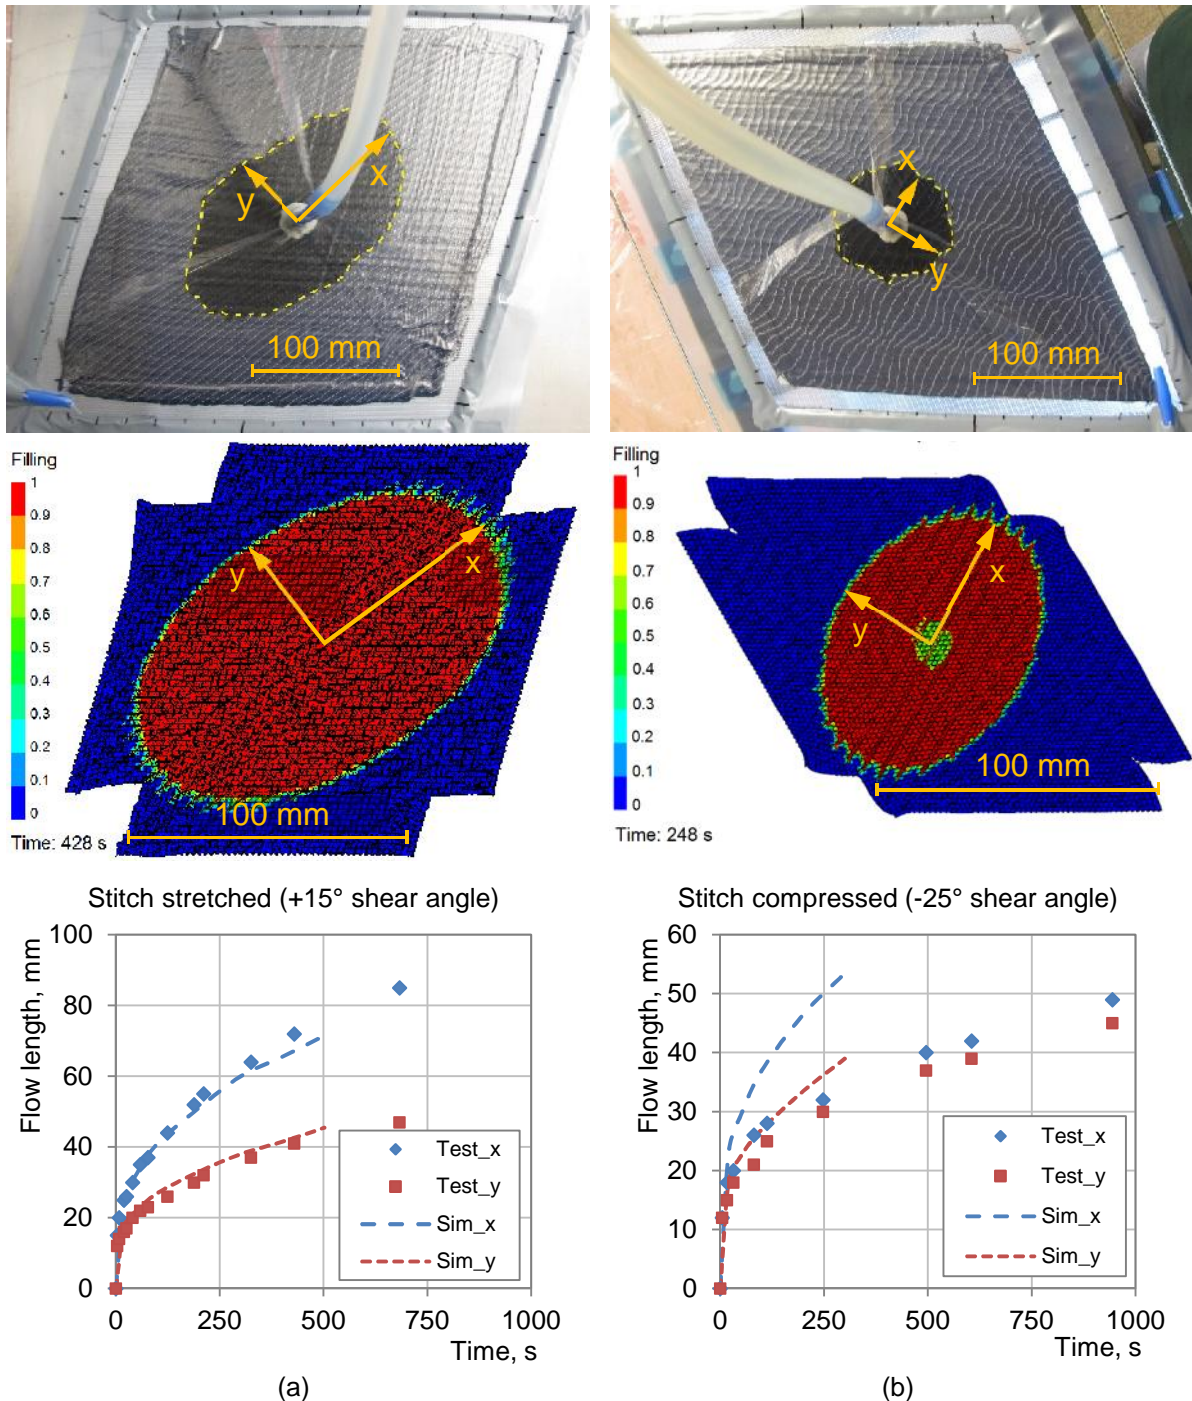 x
y
100 mm
x
y
100 mm
Filling
1
0.9
0.8
0.7
0.6
0.5
0.4
0.3
0.2
0.1
0
Time: 428 s
y
x
100 mm
Filling
1
0.9
0.8
0.7
0.6
0.5
0.4
0.3
0.2
0.1
0
Time: 248 s
x
y
100 mm
Stitch stretched (+15° shear angle)
Flow length, mm
100
80
60
40
20
0
0 250 500 750 1000
Time, s
Test_x
Test_y
Sim_x
Sim_y
(a)
Stitch compressed (-25° shear angle)
Flow length, mm
60
50
40
30
20
10
0
0 250 500 750 1000
Time, s
Test_x
Test_y
Sim_x
Sim_y
(b)